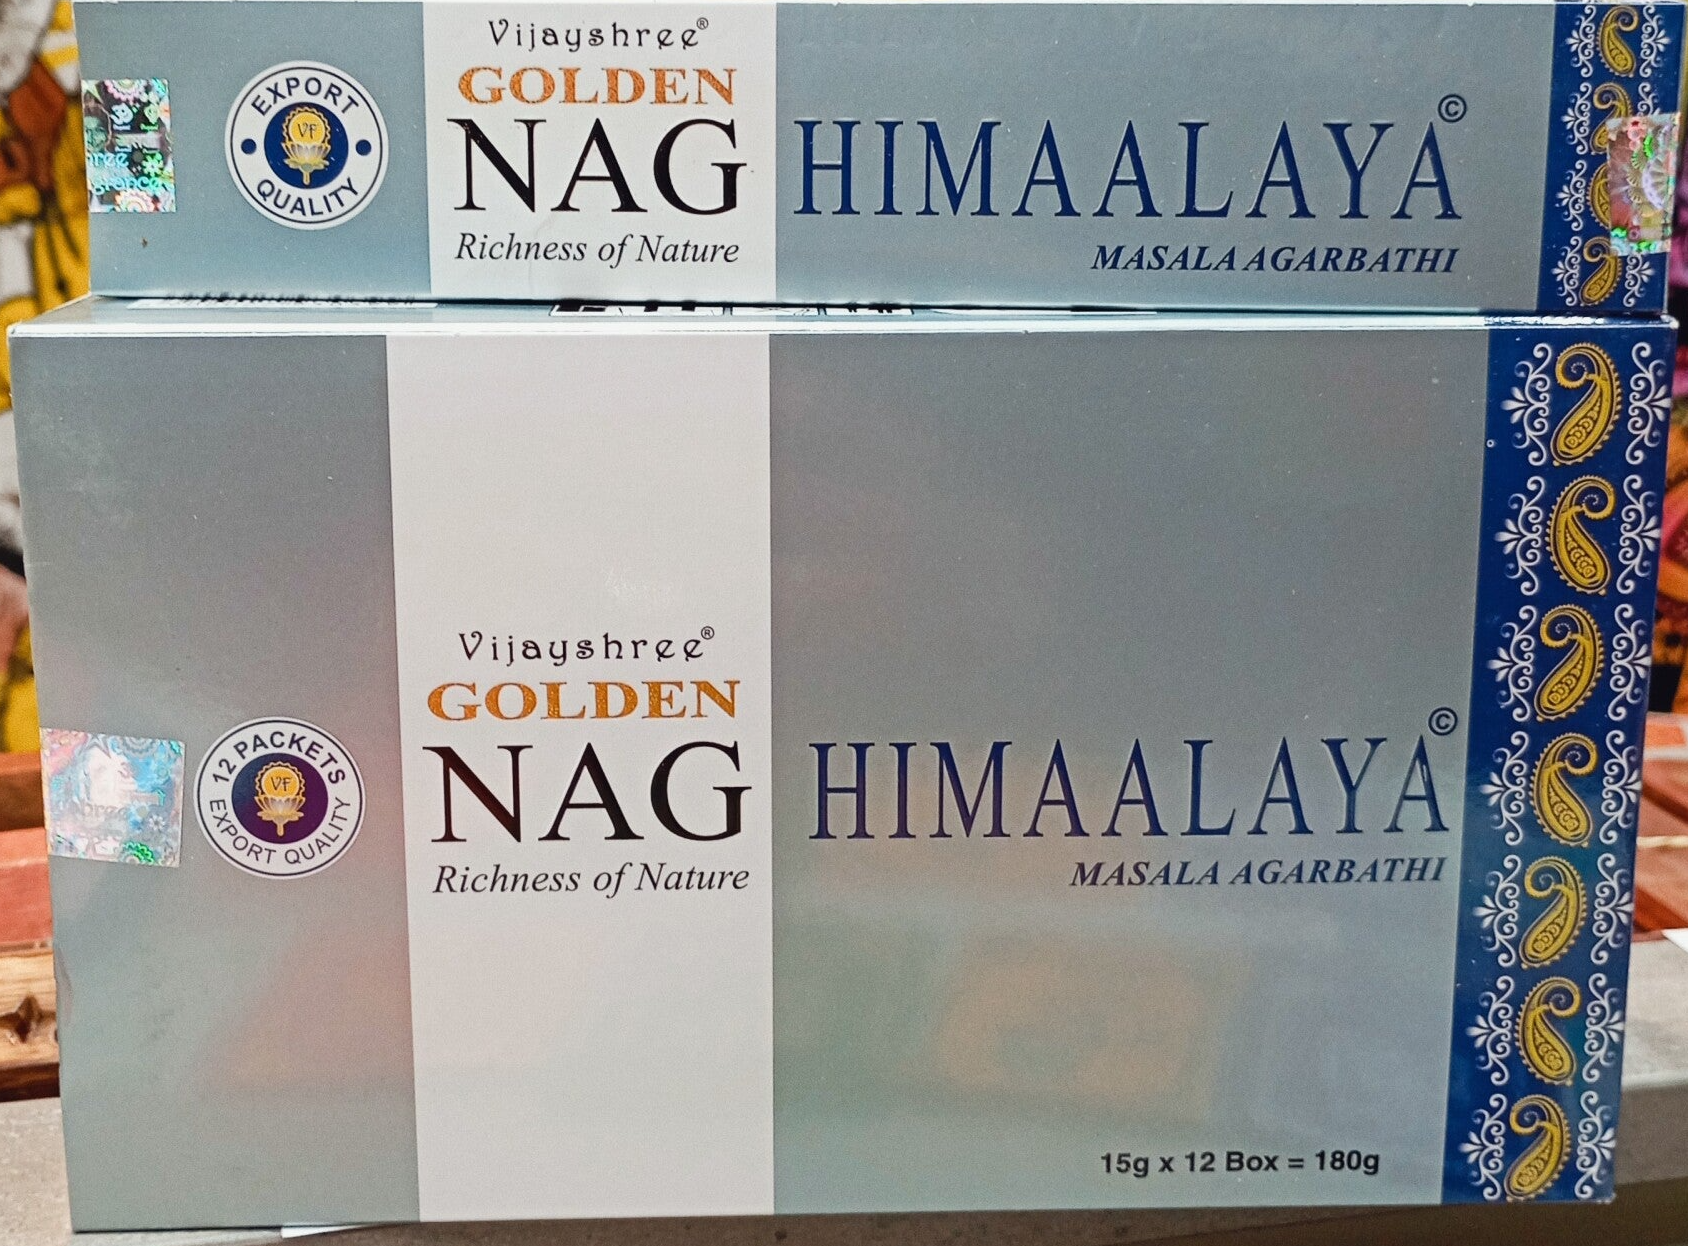 EXPORT
VF
QUALITY
Vijayshree®
GOLDEN
NAG
Richness of Nature
HIMAALAYA©
MASALA AGARBATHI
12 PACKETS
VF
EXPORT QUALITY
Vijayshree®
GOLDEN
NAG
Richness of Nature
HIMAALAYA©
MASALA AGARBATHI
15g x 12 Box = 180g